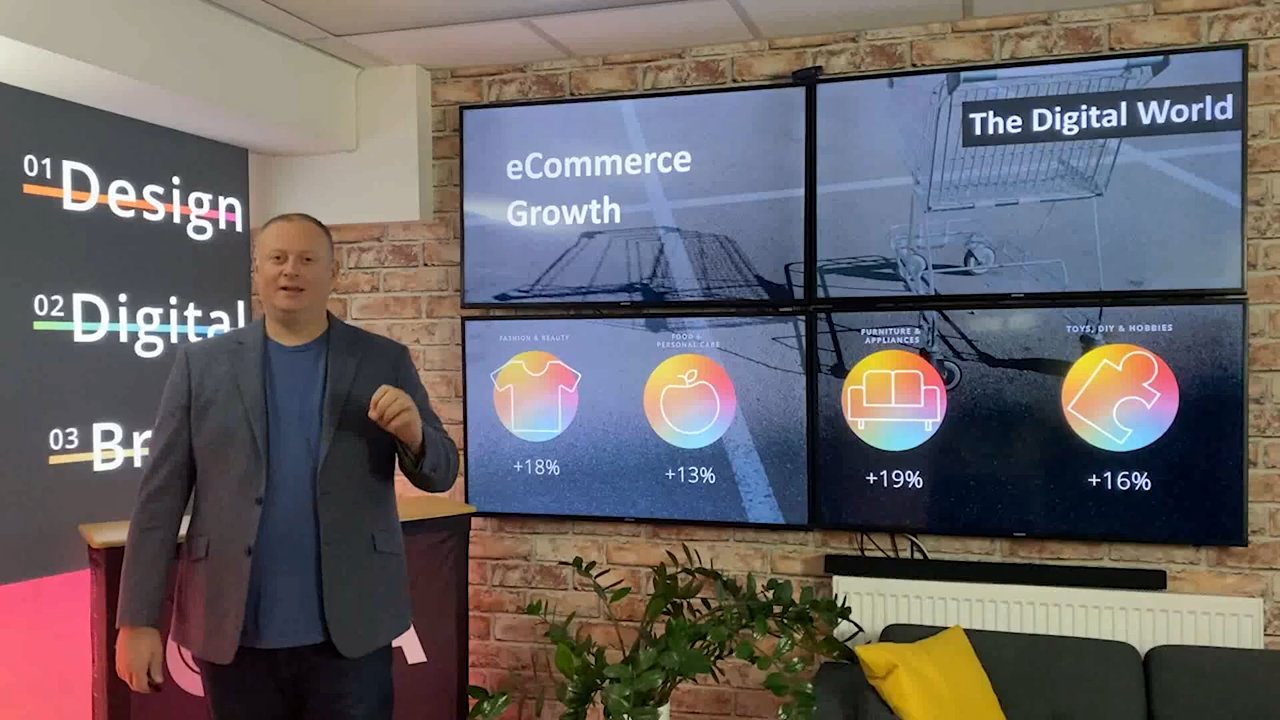 01 Design
02 Digital
03 Br
eCommerce
Growth
The Digital World
FASHION & BEAUTY
FOOD &
PERSONAL CARE
FURNITURE &
APPLIANCES
TOYS, DIY & HOBBIES
+18%
+13%
+19%
+16%
A